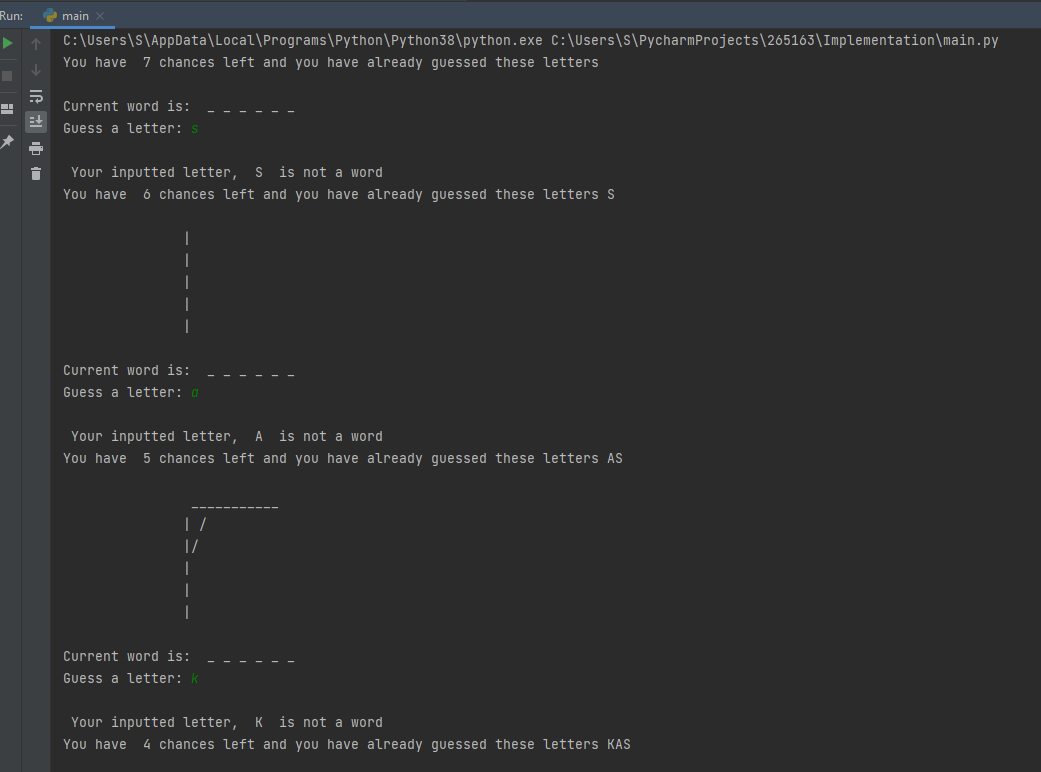 Run: main
C:\Users\S\AppData\Local\Programs\Python\Python38\python.exe C:\Users\S\PycharmProjects\265163\Implementation\main.py
You have  7 chances left and you have already guessed these letters
Current word is:  _ _ _ _ _ _
Guess a letter: s
 Your inputted letter,  S  is not a word
You have  6 chances left and you have already guessed these letters S
               |
               |
               |
               |
               |
Current word is:  _ _ _ _ _ _
Guess a letter: a
 Your inputted letter,  A  is not a word
You have  5 chances left and you have already guessed these letters AS
                ___________
               | /
               |/
               |
               |
               |
Current word is:  _ _ _ _ _ _
Guess a letter: k
 Your inputted letter,  K  is not a word
You have  4 chances left and you have already guessed these letters KAS